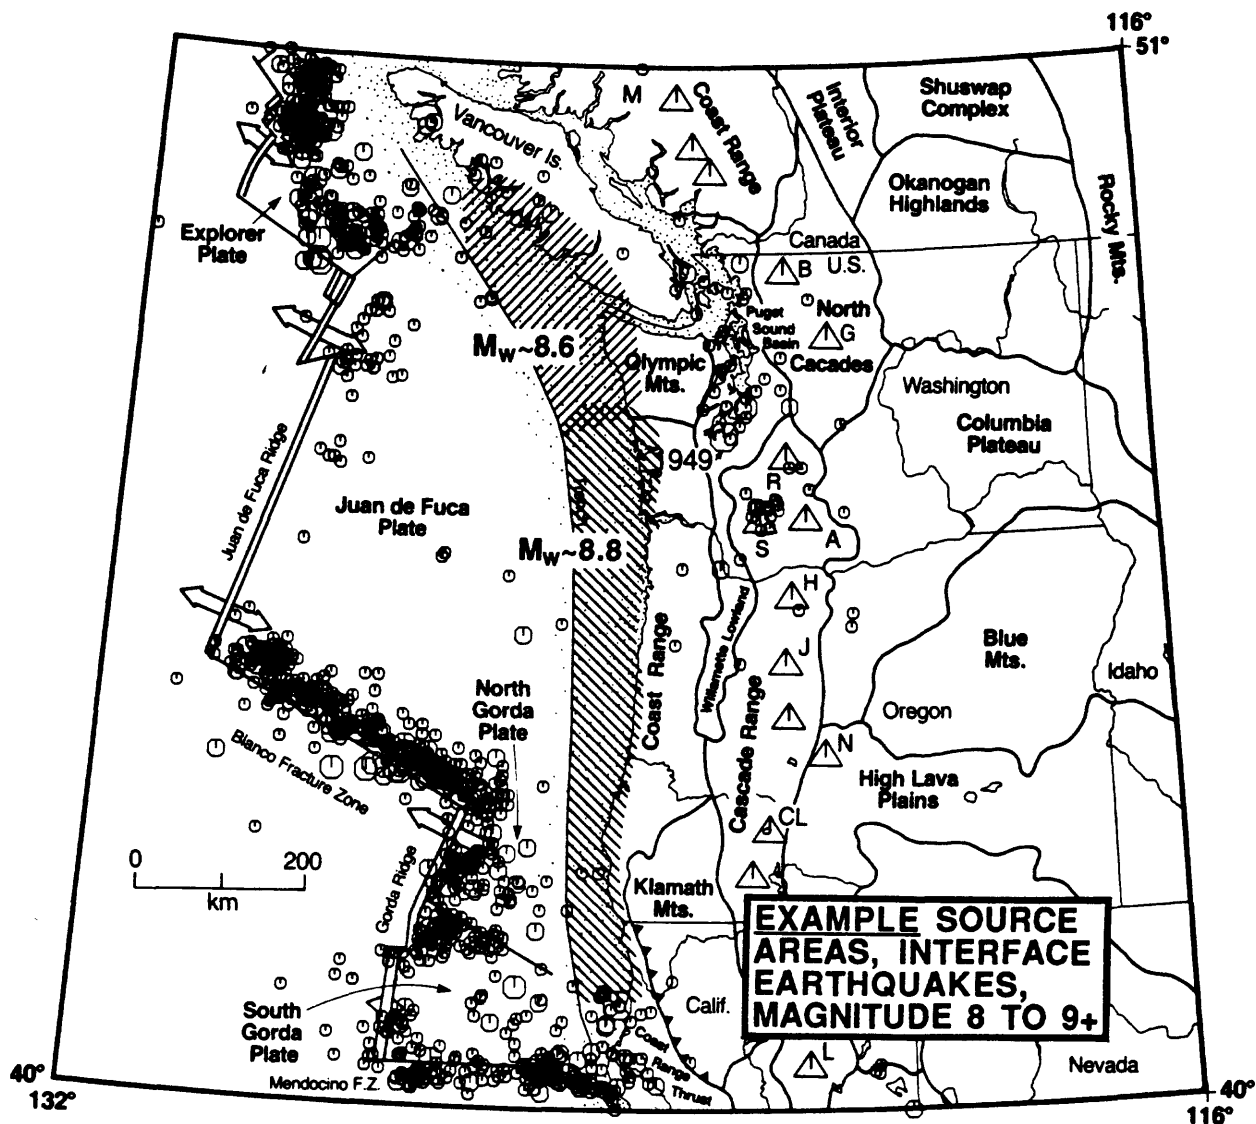 116°
51°
M
Coast Range
Interior
Plateau
Shuswap
Complex
Vancouver Is.
Okanogan
Highlands
Rocky Mts.
Explorer
Plate
Canada
U.S.
B
North
G
Cacades
Puget
Sound
Basin
Mw~8.6
Olympic
Mts.
Washington
Columbia
Plateau
1949
R
Juan de Fuca Ridge
Juan de Fuca
Plate
Mw~8.8
S
A
H
Coast Range
Willamette Lowland
J
Blue
Mts.
Idaho
North
Gorda
Plate
Oregon
Cascade Range
N
D
Blanco Fracture Zone
High Lava
Plains
CL
0
200
km
Gorda Ridge
Klamath
Mts.
EXAMPLE SOURCE
AREAS, INTERFACE
EARTHQUAKES,
MAGNITUDE 8 TO 9+
South
Gorda
Plate
Calif.
Coast
Range
Thrust
L
Nevada
Mendocino F.Z.
40°
132°
40°
116°